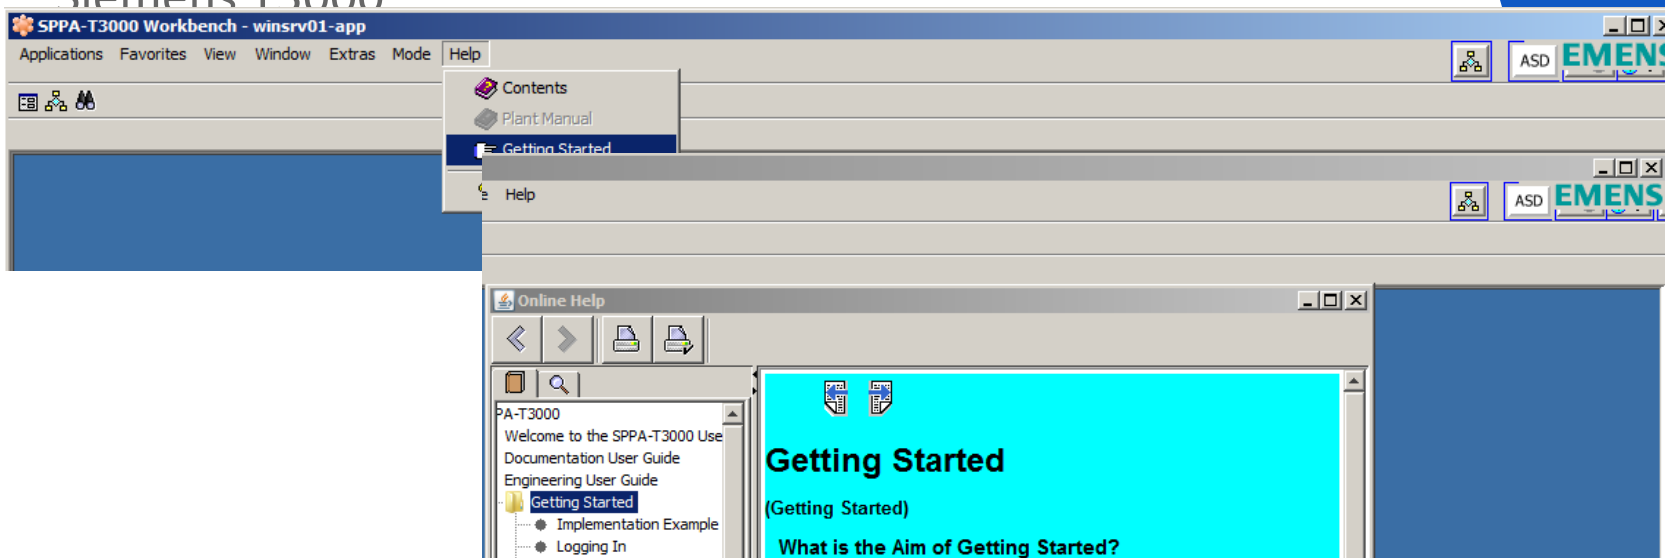 Siemens T3000
SPPA-T3000 Workbench - winsrv01-app
Applications Favorites View Window Extras Mode Help
ASD EMENS
Contents
Plant Manual
Getting Started
Help
ASD EMENS
Online Help
PA-T3000
Welcome to the SPPA-T3000 Use
Documentation User Guide
Engineering User Guide
Getting Started
Implementation Example
Logging In
Getting Started
(Getting Started)
What is the Aim of Getting Started?